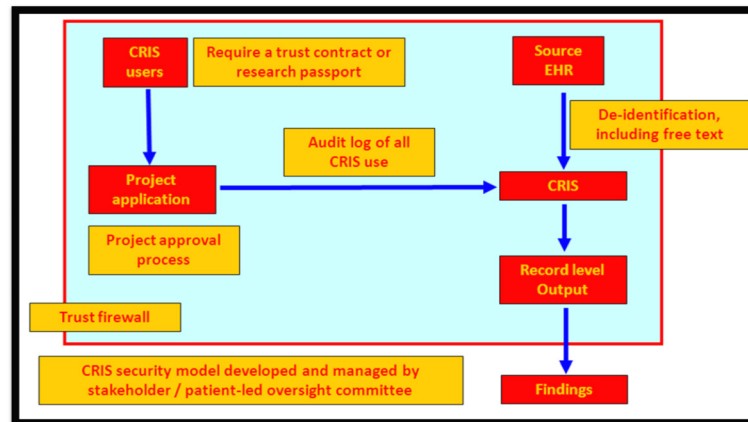 CRIS
users
Require a trust contract or
research passport
Source
EHR
De-identification,
including free text
Audit log of all
CRIS use
Project
application
CRIS
Project approval
process
Record level
Output
Trust firewall
CRIS security model developed and managed by
stakeholder / patient-led oversight committee
Findings